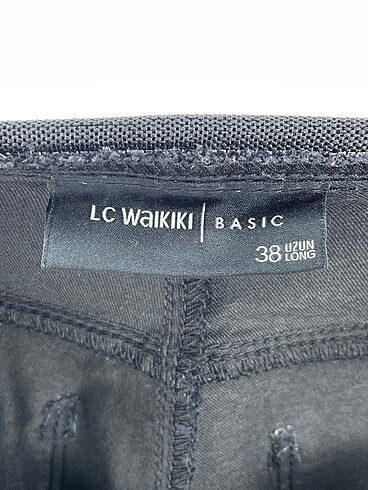 LC WAIKIKI | BASIC
38 UZUN
LONG